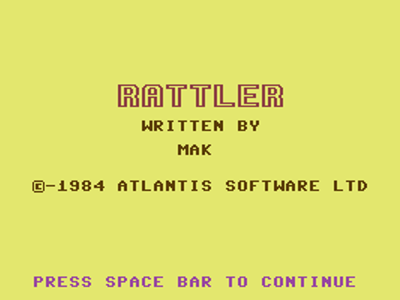 RATTLER
WRITTEN BY
MAK
©-1984 ATLANTIS SOFTWARE LTD
PRESS SPACE BAR TO CONTINUE